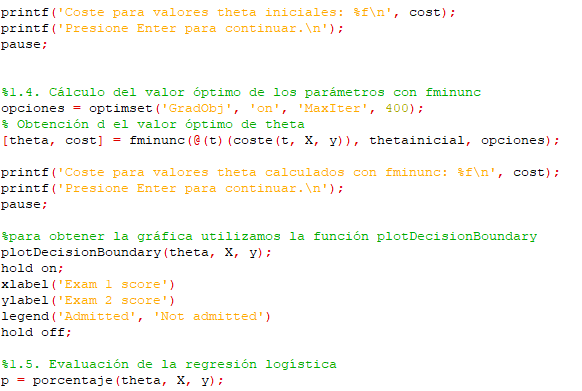 printf('Coste para valores theta iniciales: %f\n', cost);
printf('Presione Enter para continuar.\n');
pause;
%1.4. Cálculo del valor óptimo de los parámetros con fminunc
opciones = optimset('GradObj', 'on', 'MaxIter', 400);
% Obtención d el valor óptimo de theta
[theta, cost] = fminunc(@(t)(coste(t, X, y)), thetainicial, opciones);
printf('Coste para valores theta calculados con fminunc: %f\n', cost);
printf('Presione Enter para continuar.\n');
pause;
%para obtener la gráfica utilizamos la función plotDecisionBoundary
plotDecisionBoundary(theta, X, y);
hold on;
xlabel('Exam 1 score')
ylabel('Exam 2 score')
legend('Admitted', 'Not admitted')
hold off;
%1.5. Evaluación de la regresión logística
p = porcentaje(theta, X, y);